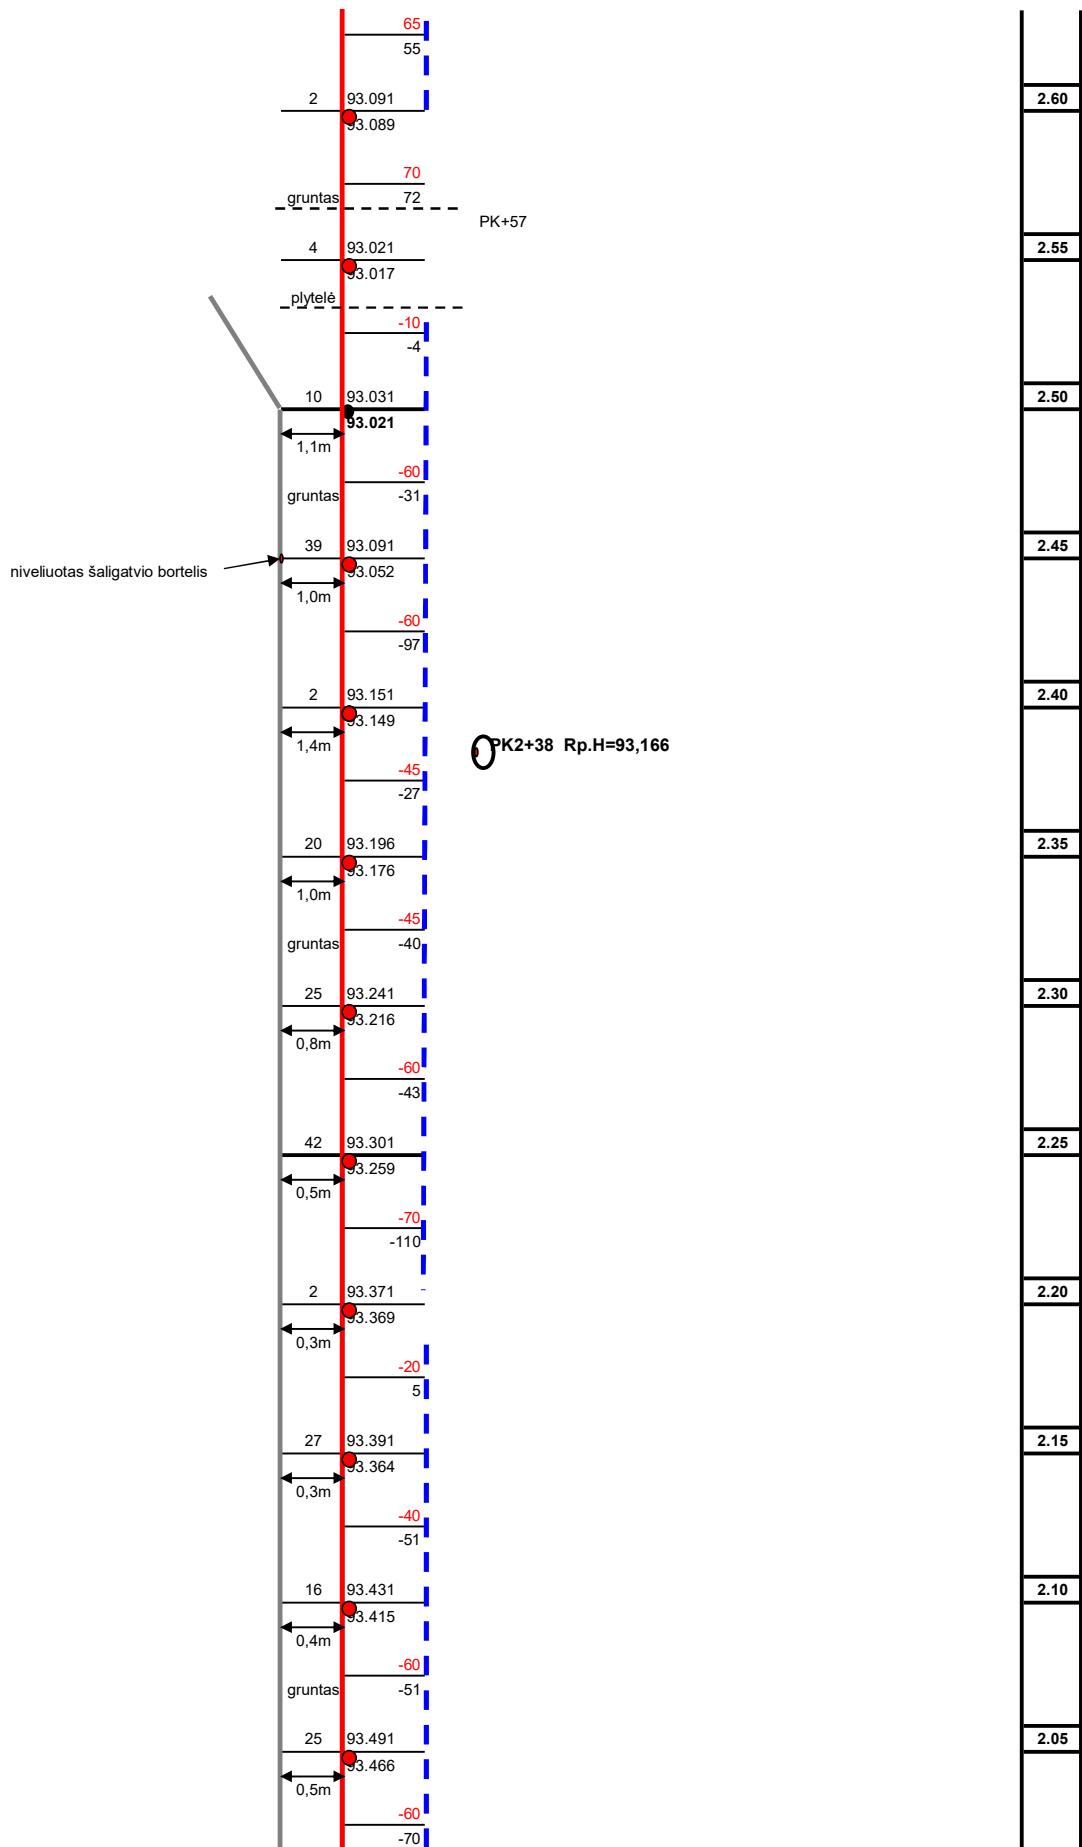 65
55
2 93.091 2.60
93.089
70
gruntas 72
PK+57
4 93.021 2.55
93.017
plytelė
-10
-4
10 93.031 2.50
93.021
1,1m
-60
gruntas -31
39 93.091 2.45
niveliuotas šaligatvio bortelis 93.052
1,0m
-60
-97
2 93.151 2.40
93.149
1,4m
PK2+38 Rp.H=93,166
-45
-27
20 93.196 2.35
93.176
1,0m
-45
gruntas -40
25 93.241 2.30
93.216
0,8m
-60
-43
42 93.301 2.25
93.259
0,5m
-70
-110
2 93.371 2.20
93.369
0,3m
-20
5
27 93.391 2.15
93.364
0,3m
-40
-51
16 93.431 2.10
93.415
0,4m
-60
gruntas -51
25 93.491 2.05
93.466
0,5m
-60
-70